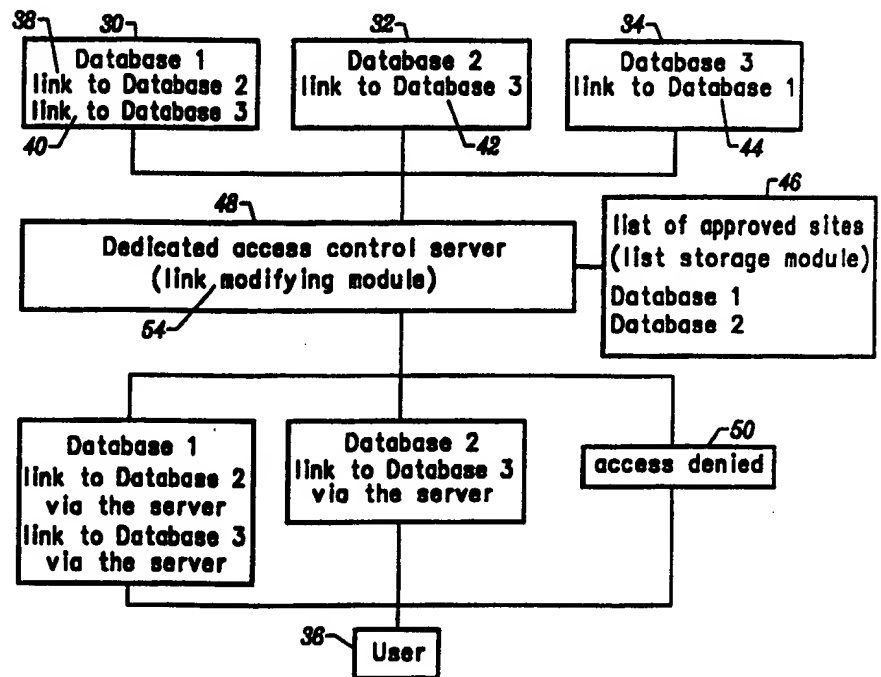 38
30
32
34
Database 1
link to Database 2
link to Database 3
Database 2
link to Database 3
Database 3
link to Database 1
40
42
44
48
46
Dedicated access control server
(link modifying module)
54
list of approved sites
(list storage module)
Database 1
Database 2
Database 1
link to Database 2
via the server
link to Database 3
via the server
Database 2
link to Database 3
via the server
50
access denied
36
User